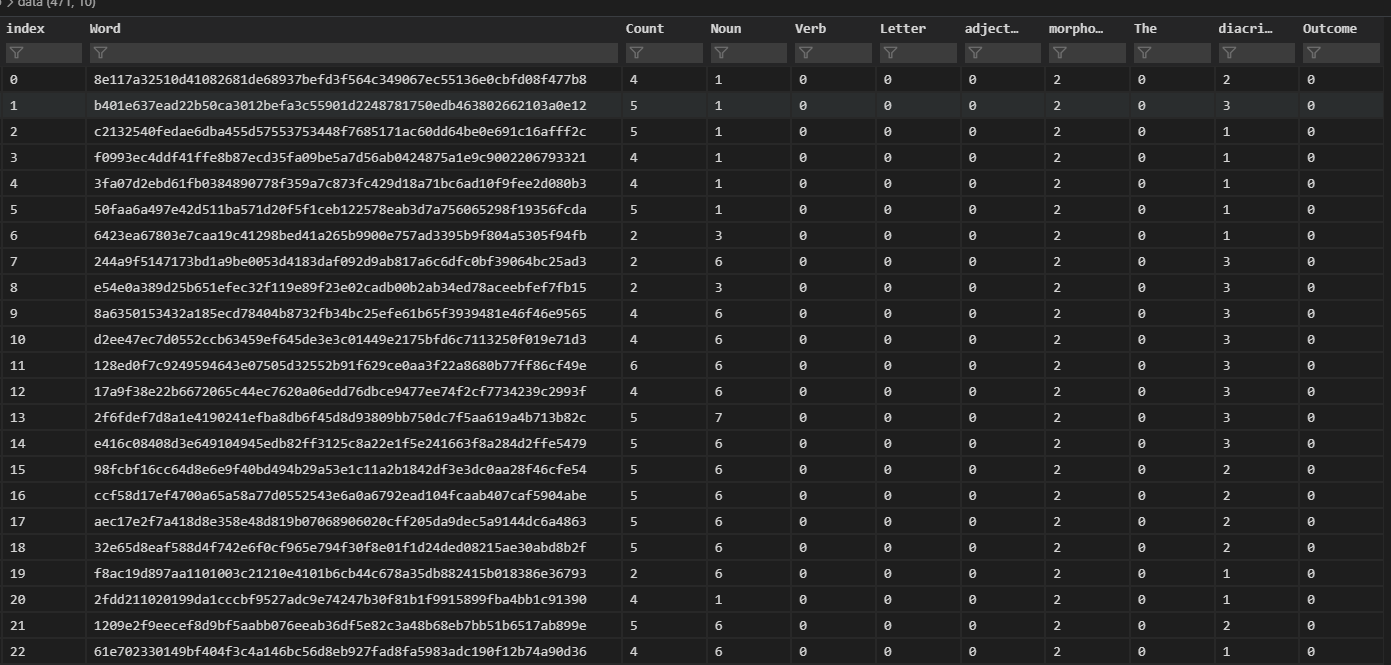 data (471, 10)
index Word Count Noun Verb Letter adject... morpho... The diacri... Outcome
0 8e117a32510d41082681de68937befd3f564c349067ec55136e0cbfd08f477b8 4 1 0 0 0 2 0 2 0
1 b401e637ead22b50ca3012befa3c55901d2248781750edb463802662103a0e12 5 1 0 0 0 2 0 3 0
2 c2132540fedae6dba455d57553753448f7685171ac60dd64be0e691c16afff2c 5 1 0 0 0 2 0 1 0
3 f0993ec4ddf41ffe8b87ecd35fa09be5a7d56ab0424875a1e9c9002206793321 4 1 0 0 0 2 0 1 0
4 3fa07d2ebd61fb0384890778f359a7c873fc429d18a71bc6ad10f9fee2d080b3 4 1 0 0 0 2 0 1 0
5 50faa6a497e42d511ba571d20f5f1ceb122578eab3d7a756065298f19356fcda 5 1 0 0 0 2 0 1 0
6 6423ea67803e7caa19c41298bed41a265b9900e757ad3395b9f804a5305f94fb 2 3 0 0 0 2 0 1 0
7 244a9f5147173bd1a9be0053d4183daf092d9ab817a6c6dfc0bf39064bc25ad3 2 6 0 0 0 2 0 3 0
8 e54e0a389d25b651efec32f119e89f23e02cadb00b2ab34ed78aceebfef7fb15 2 3 0 0 0 2 0 3 0
9 8a6350153432a185ecd78404b8732fb34bc25efe61b65f3939481e46f46e9565 4 6 0 0 0 2 0 3 0
10 d2ee47ec7d0552ccb63459ef645de3e3c01449e2175bfd6c7113250f019e71d3 4 6 0 0 0 2 0 3 0
11 128ed0f7c9249594643e07505d32552b91f629ce0aa3f22a8680b77ff86cf49e 6 6 0 0 0 2 0 3 0
12 17a9f38e22b6672065c44ec7620a06edd76dbce9477ee74f2cf7734239c2993f 4 6 0 0 0 2 0 3 0
13 2f6fdef7d8a1e4190241efba8db6f45d8d93809bb750dc7f5aa619a4b713b82c 5 7 0 0 0 2 0 3 0
14 e416c08408d3e649104945edb82ff3125c8a22e1f5e241663f8a284d2ffe5479 5 6 0 0 0 2 0 3 0
15 98fcbf16cc64d8e6e9f40bd494b29a53e1c11a2b1842df3e3dc0aa28f46cfe54 5 6 0 0 0 2 0 2 0
16 ccf58d17ef4700a65a58a77d0552543e6a0a6792ead104fcaab407caf5904abe 5 6 0 0 0 2 0 2 0
17 aec17e2f7a418d8e358e48d819b07068906020cff205da9dec5a9144dc6a4863 5 6 0 0 0 2 0 2 0
18 32e65d8eaf588d4f742e6f0cf965e794f30f8e01f1d24ded08215ae30abd8b2f 5 6 0 0 0 2 0 2 0
19 f8ac19d897aa1101003c21210e4101b6cb44c678a35db882415b018386e36793 2 6 0 0 0 2 0 1 0
20 2fdd211020199da1cccbf9527adc9e74247b30f81b1f9915899fba4bb1c91390 4 1 0 0 0 2 0 1 0
21 1209e2f9eecef8d9bf5aabb076eeab36df5e82c3a48b68eb7bb51b6517ab899e 5 6 0 0 0 2 0 2 0
22 61e702330149bf404f3c4a146bc56d8eb927fad8fa5983adc190f12b74a90d36 4 6 0 0 0 2 0 1 0